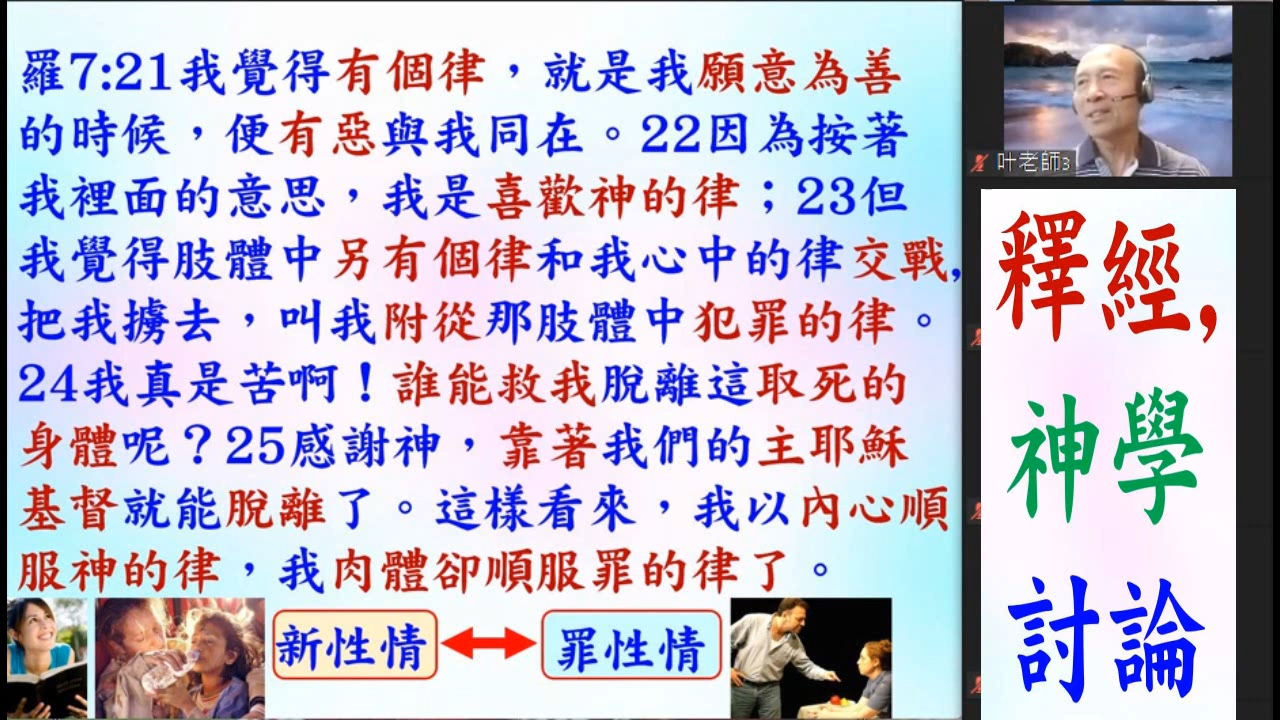 羅7:21我覺得有個律，就是我願意為善
的時候，便有惡與我同在。22因為按著
我裡面的意思，我是喜歡神的律；23但
我覺得肢體中另有個律和我心中的律交戰,
把我擄去，叫我附從那肢體中犯罪的律。
24我真是苦啊！誰能救我脫離這取死的
身體呢？25感謝神，靠著我們的主耶穌
基督就能脫離了。這樣看來，我以內心順
服神的律，我肉體卻順服罪的律了。
新性情
罪性情
叶老師3
釋經,
神學
討論